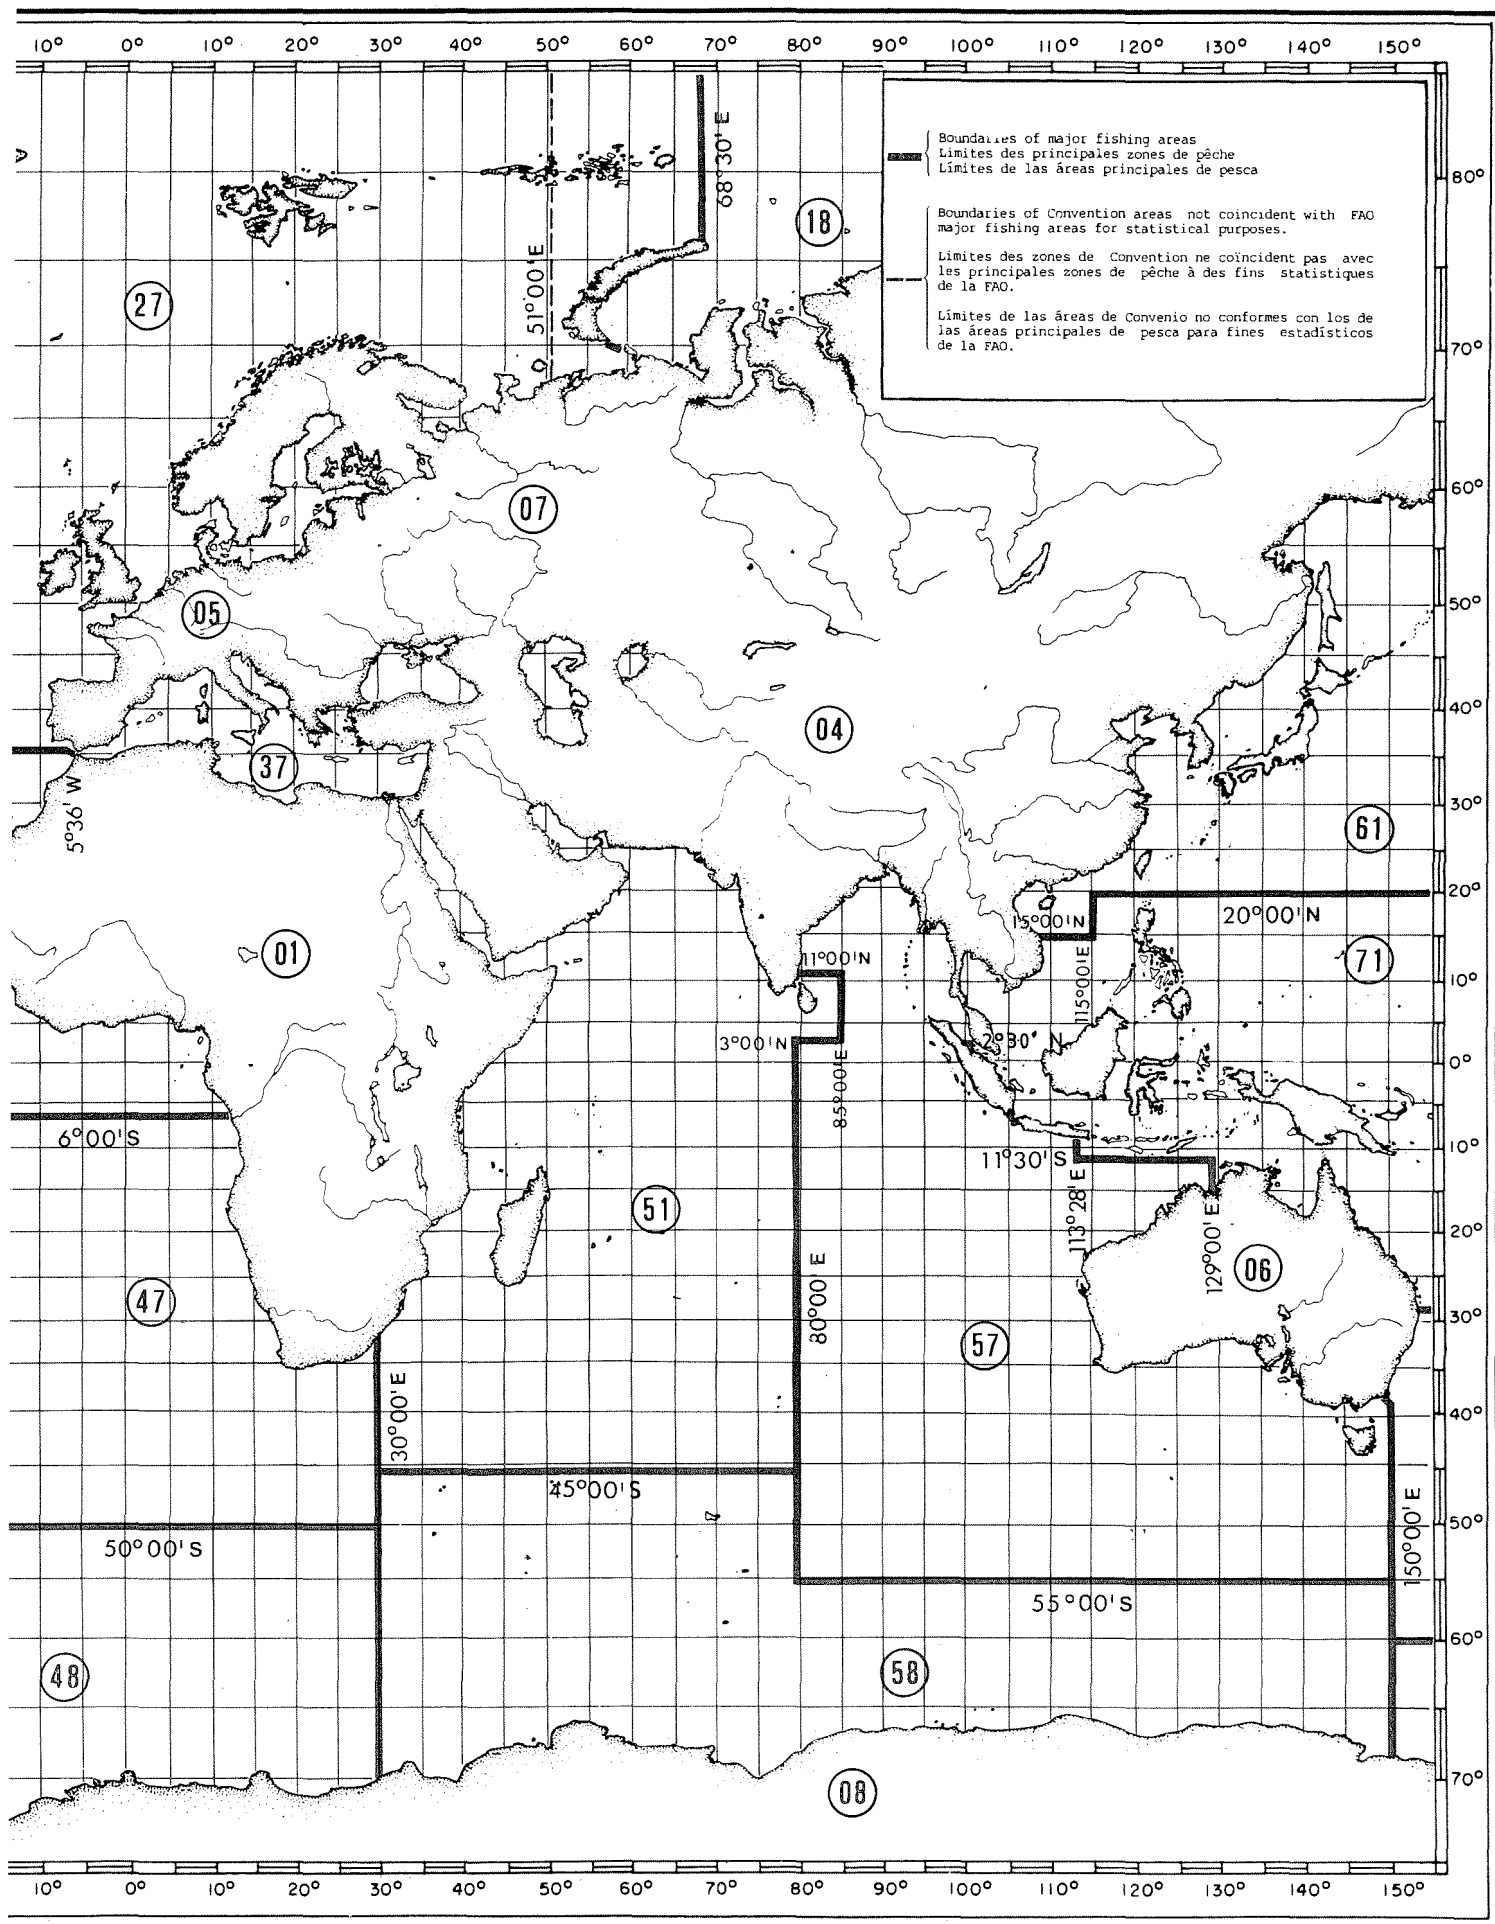 10° 0° 10° 20° 30° 40° 50° 60° 70° 80° 90° 100° 110° 120° 130° 140° 150°
Boundaries of major fishing areas
Limites des principales zones de pêche
Límites de las áreas principales de pesca
Boundaries of Convention areas not coincident with FAO
major fishing areas for statistical purposes.
Limites des zones de Convention ne coïncident pas avec
les principales zones de pêche à des fins statistiques
de la FAO.
Límites de las áreas de Convenio no conformes con los de
las áreas principales de pesca para fines estadísticos
de la FAO.
68°30' E
80°
18
51°00' E
27
70°
60°
07
50°
05
40°
04
37
5°36' W
30°
61
20°
20°00'N
15°00'N
01
11°00'N
71
115°00'E
10°
3°00'N
2°30' N
0°
85°00'E
6°00'S
10°
11°30'S
113°28' E
51
129°00' E
20°
06
47
80°00' E
30°
57
30°00' E
40°
45°00'S
50°
50°00'S
150°00' E
55°00'S
60°
48
58
70°
08
10° 0° 10° 20° 30° 40° 50° 60° 70° 80° 90° 100° 110° 120° 130° 140° 150°